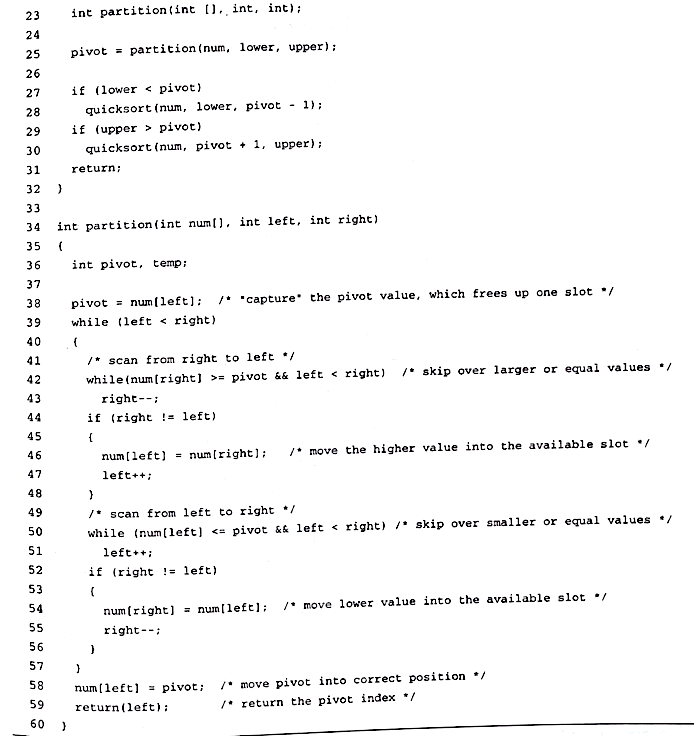 23 int partition(int [], int, int);
24
25 pivot = partition(num, lower, upper);
26
27 if (lower < pivot)
28 quicksort(num, lower, pivot - 1);
29 if (upper > pivot)
30 quicksort(num, pivot + 1, upper);
31 return;
32 }
33
34 int partition(int num[], int left, int right)
35 {
36 int pivot, temp;
37
38 pivot = num[left]; /* "capture" the pivot value, which frees up one slot */
39 while (left < right)
40 {
41 /* scan from right to left */
42 while(num[right] >= pivot && left < right) /* skip over larger or equal values */
43 right--;
44 if (right != left)
45 {
46 num[left] = num[right]; /* move the higher value into the available slot */
47 left++;
48 }
49 /* scan from left to right */
50 while (num[left] <= pivot && left < right) /* skip over smaller or equal values */
51 left++;
52 if (right != left)
53 {
54 num[right] = num[left]; /* move lower value into the available slot */
55 right--;
56 }
57 }
58 num[left] = pivot; /* move pivot into correct position */
59 return(left); /* return the pivot index */
60 }